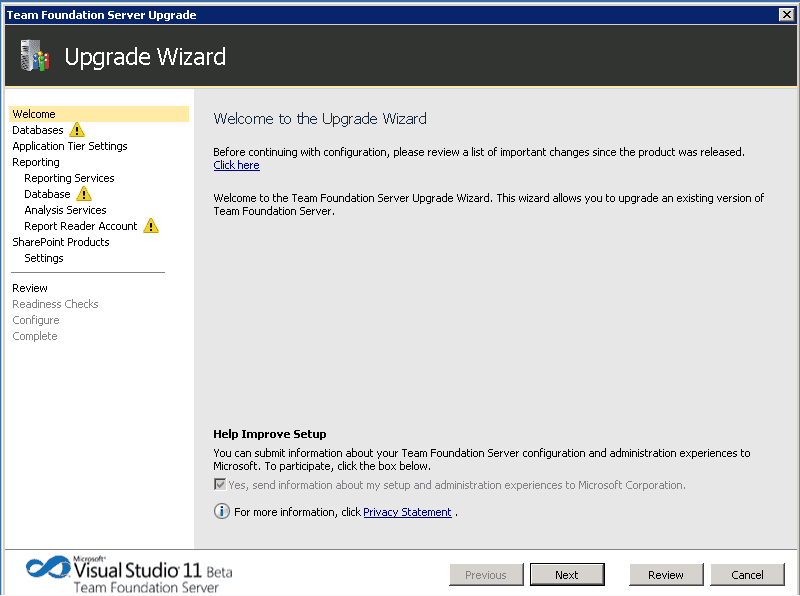 Team Foundation Server Upgrade
Upgrade Wizard
Welcome
Databases
Application Tier Settings
Reporting
Reporting Services
Database
Analysis Services
Report Reader Account
SharePoint Products
Settings
Review
Readiness Checks
Configure
Complete
Welcome to the Upgrade Wizard
Before continuing with configuration, please review a list of important changes since the product was released.
Click here
Welcome to the Team Foundation Server Upgrade Wizard. This wizard allows you to upgrade an existing version of
Team Foundation Server.
Help Improve Setup
You can submit information about your Team Foundation Server configuration and administration experiences to
Microsoft. To participate, click the box below.
Yes, send information about my setup and administration experiences to Microsoft Corporation.
For more information, click Privacy Statement .
Microsoft®
Visual Studio 11 Beta
Team Foundation Server
Previous
Next
Review
Cancel